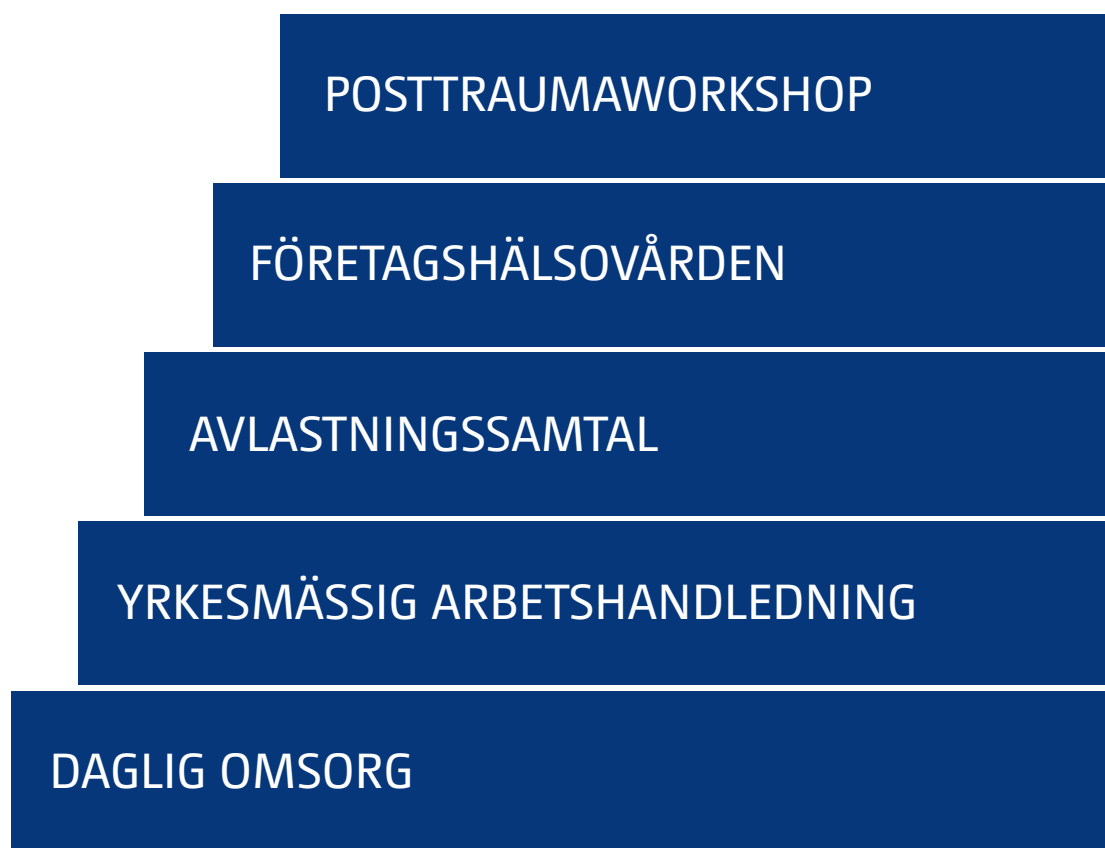 POSTTRAUMAWORKSHOP
FÖRETAGSHÄLSOVÅRDEN
AVLASTNINGSSAMTAL
YRKESMÄSSIG ARBETSHANDLEDNING
DAGLIG OMSORG